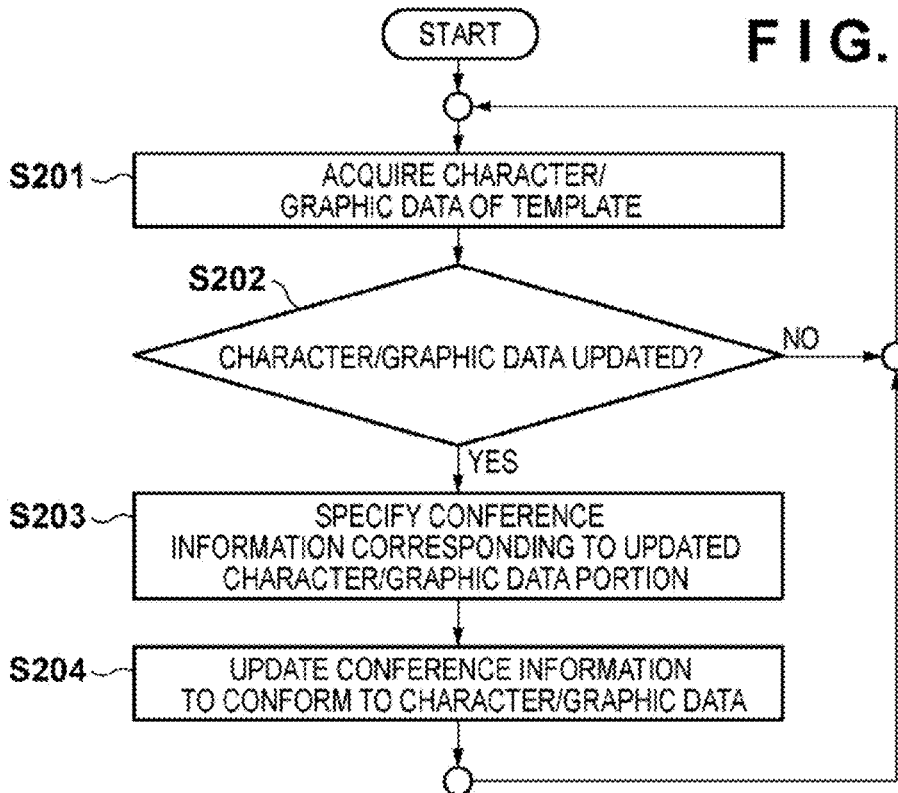 START
F I G.
S201
ACQUIRE CHARACTER/
GRAPHIC DATA OF TEMPLATE
S202
CHARACTER/GRAPHIC DATA UPDATED?
NO
YES
S203
SPECIFY CONFERENCE
INFORMATION CORRESPONDING TO UPDATED
CHARACTER/GRAPHIC DATA PORTION
S204
UPDATE CONFERENCE INFORMATION
TO CONFORM TO CHARACTER/GRAPHIC DATA